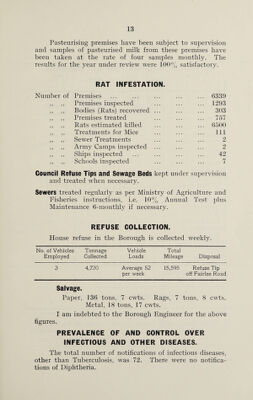 13
Pasteurising premises have been subject to supervision
and samples of pasteurised milk from these premises have
been taken at the rate of four samples monthly. The
results for the year under review were 100% satisfactory.
RAT INFESTATION.
Number of Premises ... ... ... ... 6339
,, ,, Premises inspected ... ... ... 1293
,, ,, Bodies (Rats) recovered ... ... ... 303
,, ,, Premises treated ... ... ... 757
,, ,, Rats estimated killed ... ... ... 6500
,, ,, Treatments for Mice ... ... ... 111
,, ,, Sewer Treatments ... ... ... 2
,, ,, Army Camps inspected ... ... ... 2
,, ,, Ships inspected ... ... ... 42
,, ,, Schools inspected ... ... ... 7
Council Refuse Tips and Sewage Beds kept under supervision
and treated when necessary.
Sewers treated regularly as per Ministry of Agriculture and
Fisheries instructions, i.e. 10% Annual Test plus
Maintenance 6-monthly if necessary.
REFUSE COLLECTION.
House refuse in the Borough is collected weekly.
No. of Vehicles Tonnage Vehicle Total
Employed Collected Loads Mileage Disposal
3 4,720 Average 52 15,595 Refuse Tip
per week off Fairlee Road
Salvage.
Paper, 136 tons, 7 cwts. Rags, 7 tons, 8 cwts.
Metal, 18 tons, 17 cwts.
I am indebted to the Borough Engineer for the above
figures.
PREVALENCE OF AND CONTROL OVER
INFECTIOUS AND OTHER DISEASES.
The total number of notifications of infectious diseases,
other than Tuberculosis, was 72. There were no notifica-
tions of Diphtheria.